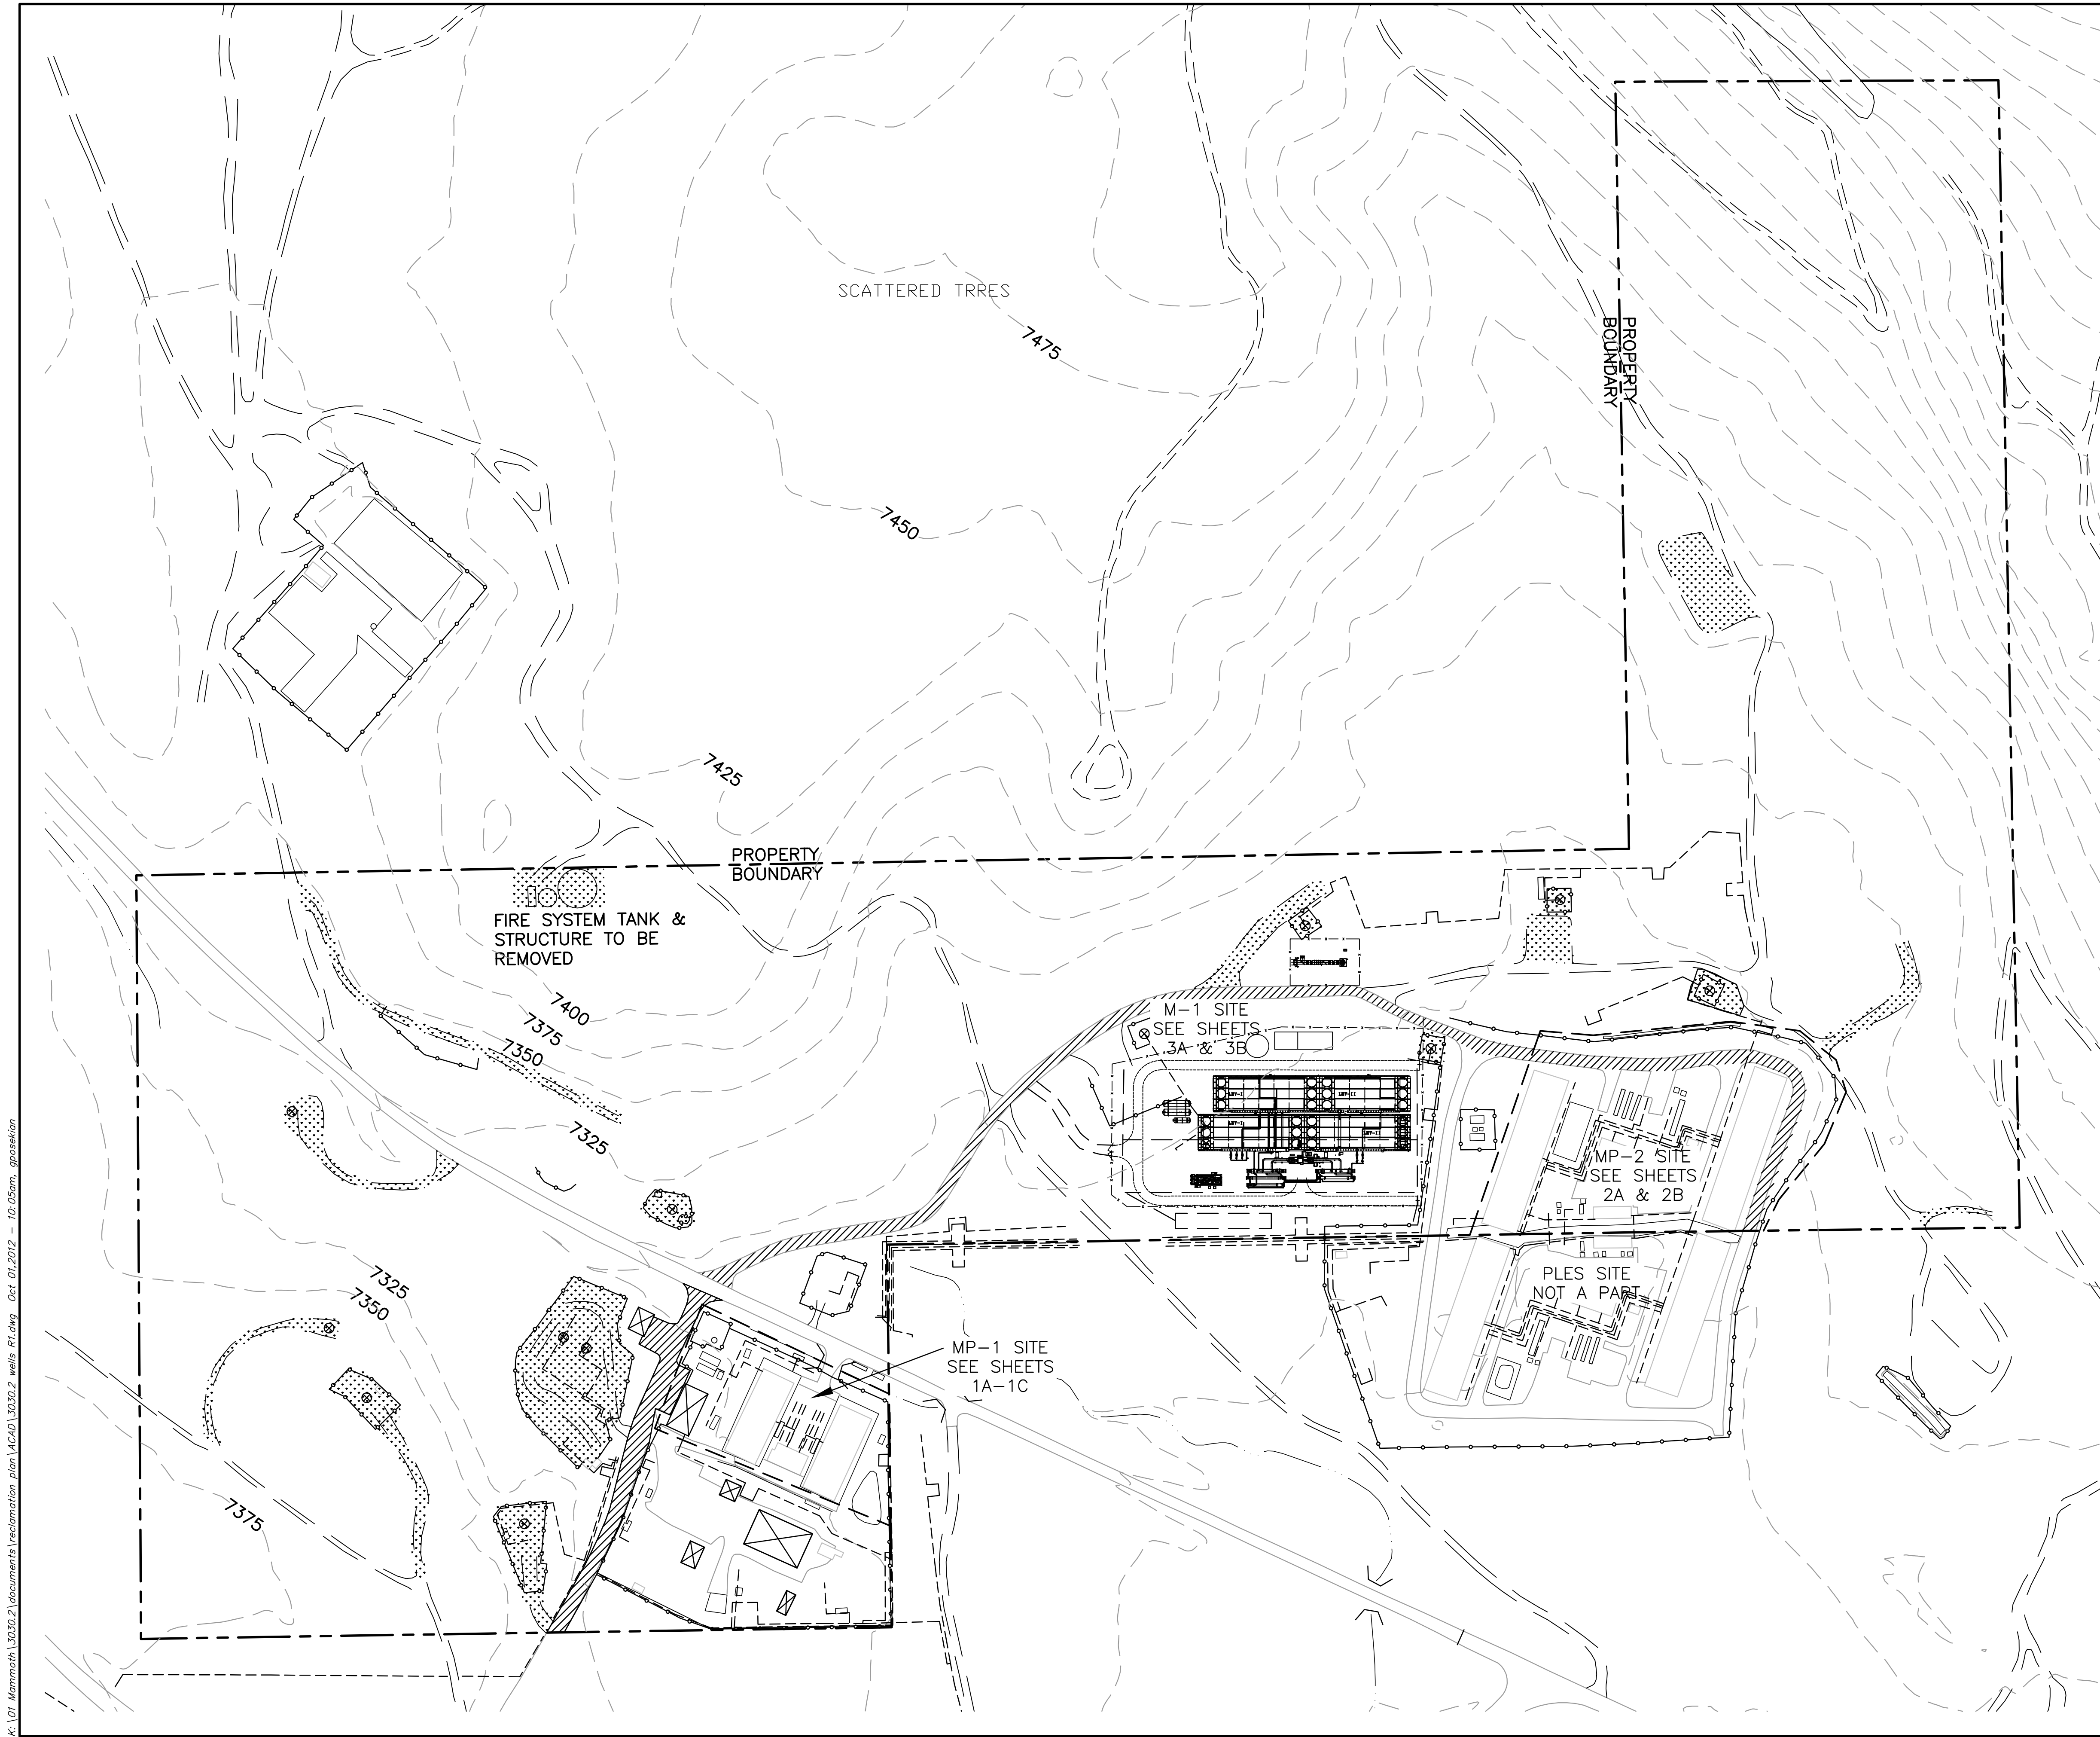 SCATTERED TRRES
7475
PROPERTY
BOUNDARY
7450
7425
PROPERTY
BOUNDARY
FIRE SYSTEM TANK &
STRUCTURE TO BE
REMOVED
7400
7375
7350
7325
M-1 SITE
SEE SHEETS
3A & 3B
MP-2 SITE
SEE SHEETS
2A & 2B
PLES SITE
NOT A PART
7325
7350
MP-1 SITE
SEE SHEETS
1A-1C
7375
K:\01 Mammoth\3030.2\documents\reclamation plan\ACAD\3030.2 wells R1.dwg Oct 01,2012 - 10:05am, gposekian